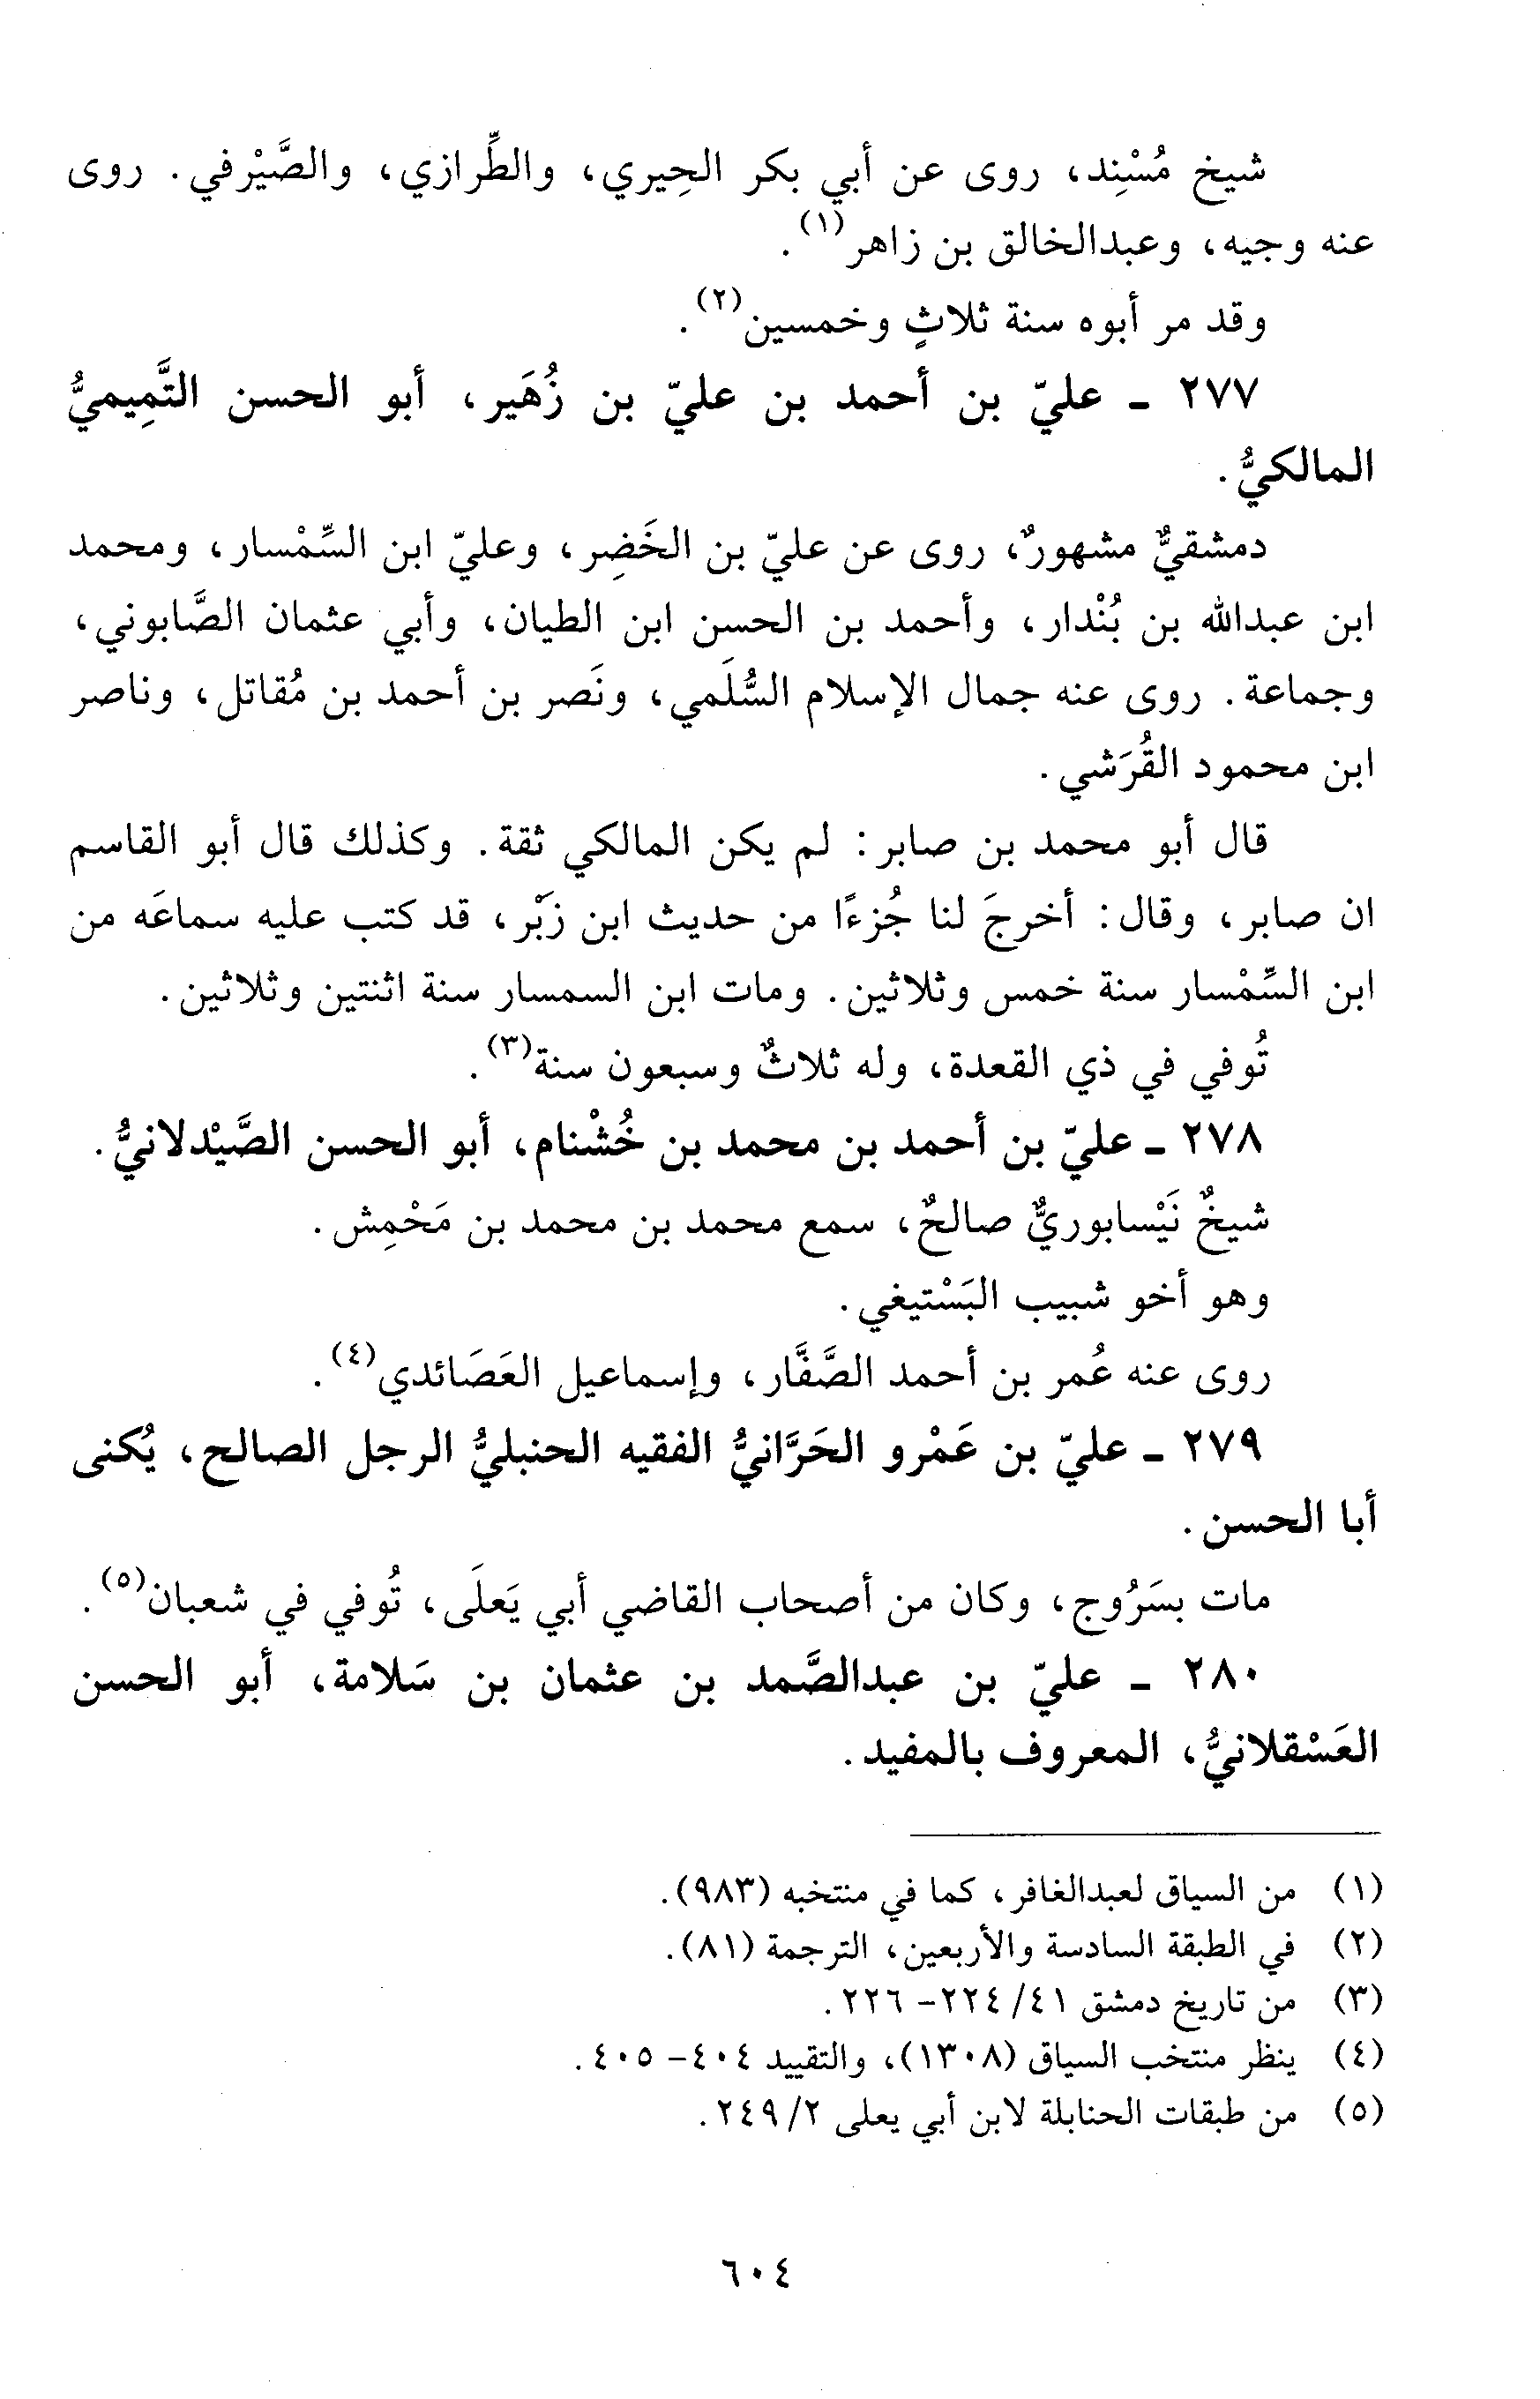 شيخ مُسْنِد، روى عن أبي بكر الحِيري، والطِّرازي، والصَّيْرفي. روى
عنه وجيه، وعبدالخالق بن زاهر(١).
وقد مر أبوه سنة ثلاثٍ وخمسين(٢).
٢٧٧ - عليّ بن أحمد بن عليّ بن زُهَير، أبو الحسن التَّمِيميُّ
المالكيُّ.
دمشقيٌّ مشهورٌ، روى عن عليّ بن الخَضِر، وعليّ ابن السِّمْسار، ومحمد
ابن عبدالله بن بُنْدار، وأحمد بن الحسن ابن الطيان، وأبي عثمان الصَّابوني،
وجماعة. روى عنه جمال الإسلام السُّلَمي، ونَصر بن أحمد بن مُقاتل، وناصر
ابن محمود القُرَشي.
قال أبو محمد بن صابر: لم يكن المالكي ثقة. وكذلك قال أبو القاسم
ان صابر، وقال: أخرجَ لنا جُزءًا من حديث ابن زَبْر، قد كتب عليه سماعَه من
ابن السِّمْسار سنة خمس وثلاثين. ومات ابن السمسار سنة اثنتين وثلاثين.
تُوفي في ذي القعدة، وله ثلاثٌ وسبعون سنة(٣).
٢٧٨ - عليّ بن أحمد بن محمد بن خُشْنام، أبو الحسن الصَّيْدلانيُّ.
شيخٌ نَيْسابوريٌّ صالحٌ، سمع محمد بن محمد بن مَحْمِش.
وهو أخو شبيب البَسْتيغي.
روى عنه عُمر بن أحمد الصَّفَّار، وإسماعيل العَصَائدي(٤).
٢٧٩ - عليّ بن عَمْرو الحَرَّانيُّ الفقيه الحنبليُّ الرجل الصالح، يُكنى
أبا الحسن.
مات بسَرُوج، وكان من أصحاب القاضي أبي يَعلَى، تُوفي في شعبان(٥).
٢٨٠ - عليّ بن عبدالصَّمد بن عثمان بن سَلامة، أبو الحسن
العَسْقلانيُّ، المعروف بالمفيد.
(١) من السياق لعبدالغافر، كما في منتخبه (٩٨٣).
(٢) في الطبقة السادسة والأربعين، الترجمة (٨١).
(٣) من تاريخ دمشق ٤١/ ٢٢٤- ٢٢٦.
(٤) ينظر منتخب السياق (١٣٠٨)، والتقييد ٤٠٤- ٤٠٥.
(٥) من طبقات الحنابلة لابن أبي يعلى ٢/ ٢٤٩.
٦٠٤